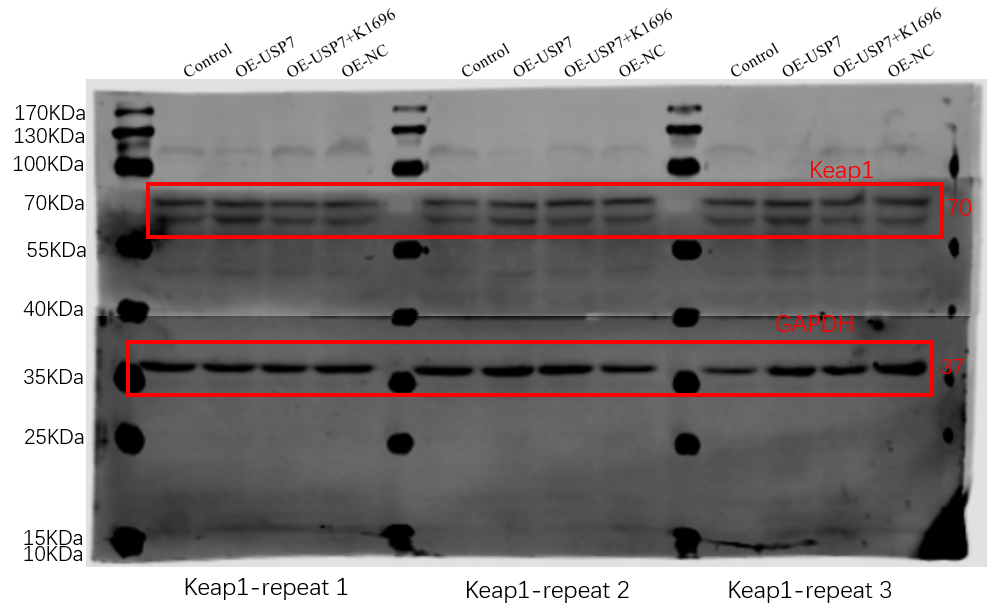 Control OE-USP7 OE-USP7+K1696 OE-NC Control OE-USP7 OE-USP7+K1696 OE-NC Control OE-USP7 OE-USP7+K1696 OE-NC
170KDa
130KDa
100KDa
Keap1
70KDa
70
55KDa
40KDa
GAPDH
37
35KDa
25KDa
15KDa
10KDa
Keap1-repeat 1 Keap1-repeat 2 Keap1-repeat 3